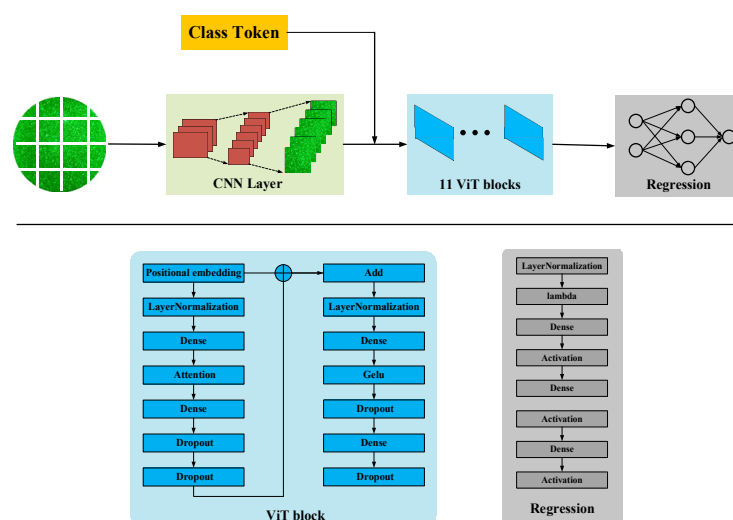 Class Token
CNN Layer
11 ViT blocks
Regression
Positional embedding
LayerNormalization
Dense
Attention
Dense
Dropout
Dropout
Add
LayerNormalization
Dense
Gelu
Dropout
Dense
Dropout
ViT block
LayerNormalization
lambda
Dense
Activation
Dense
Activation
Dense
Activation
Regression